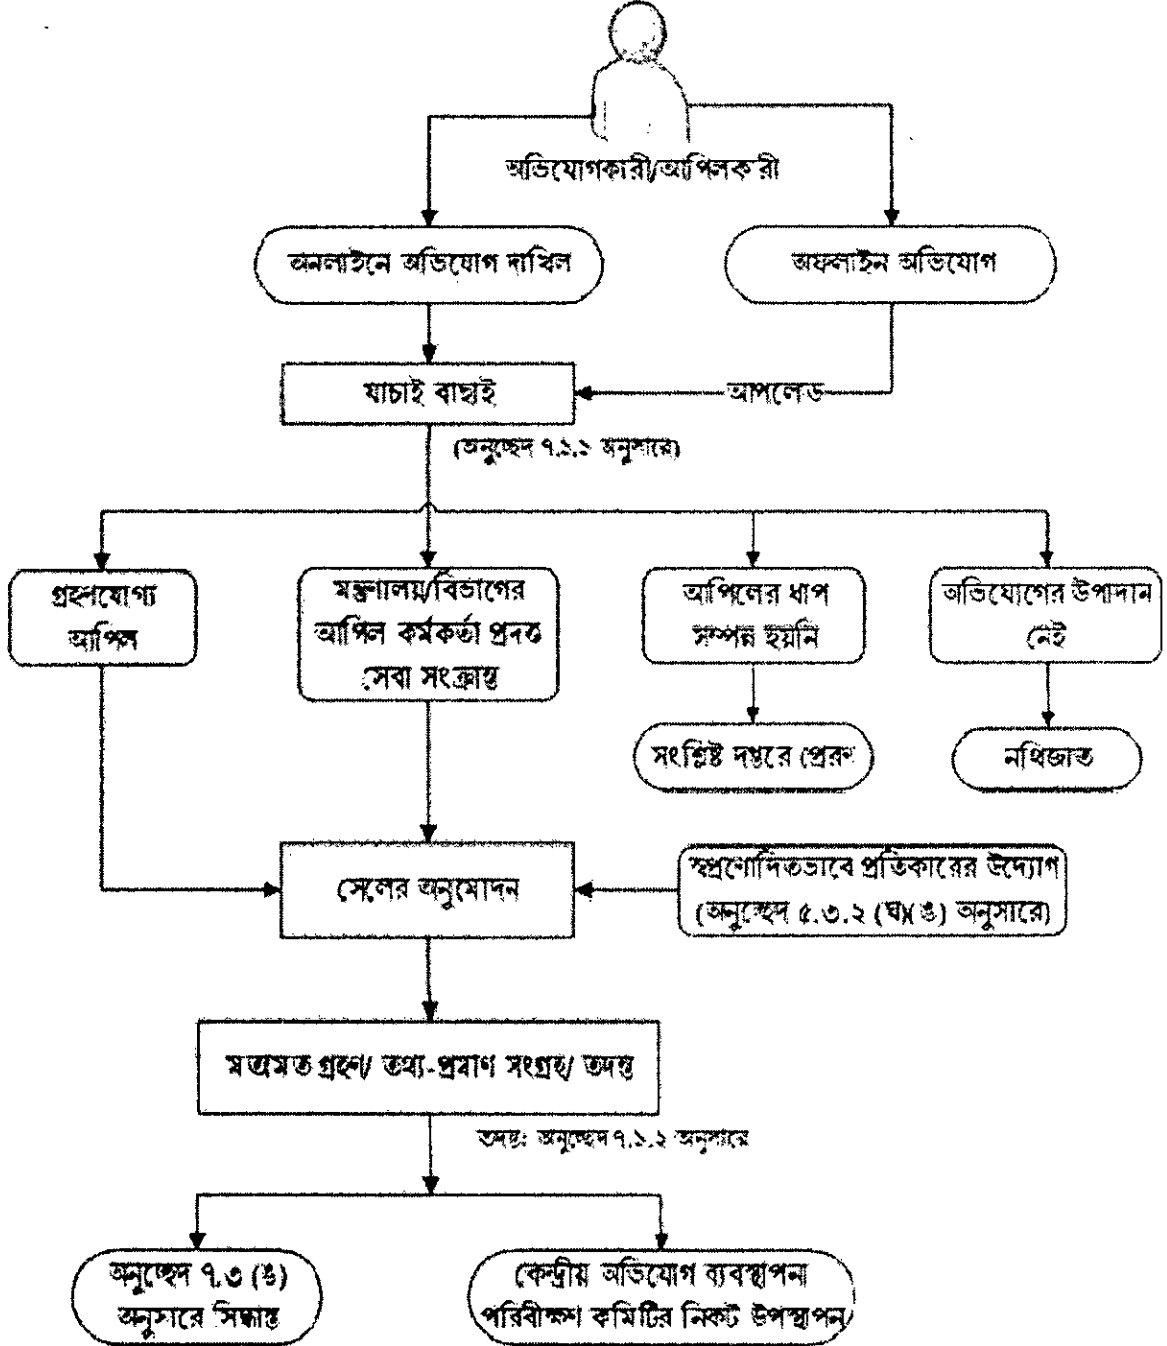 অভিযোগকারী/আপিলকারী
অনলাইনে অভিযোগ দাখিল
অফলাইন অভিযোগ
যাচাই বাছাই
আপলোড
(অনুচ্ছেদ ৭.১.১ অনুসারে)
গ্রহণযোগ্য
আপিল
মন্ত্রণালয়/বিভাগের
আপিল কর্মকর্তা প্রদত্ত
সেবা সংক্রান্ত
আপিলের ধাপ
সম্পন্ন হয়নি
অভিযোগের উপাদান
নেই
সংশ্লিষ্ট দপ্তরে প্রেরণ
নথিজাত
সেলের অনুমোদন
স্বপ্রণোদিতভাবে প্রতিকারের উদ্যোগ
(অনুচ্ছেদ ৫.৩.২ (ঘ)(ঙ) অনুসারে)
মতামত গ্রহণ/ তথ্য-প্রমাণ সংগ্রহ/ তদন্ত
তদন্ত: অনুচ্ছেদ ৭.১.২ অনুসারে
অনুচ্ছেদ ৭.৩ (ঙ)
অনুসারে সিদ্ধান্ত
কেন্দ্রীয় অভিযোগ ব্যবস্থাপনা
পরিবীক্ষণ কমিটির নিকট উপস্থাপন/